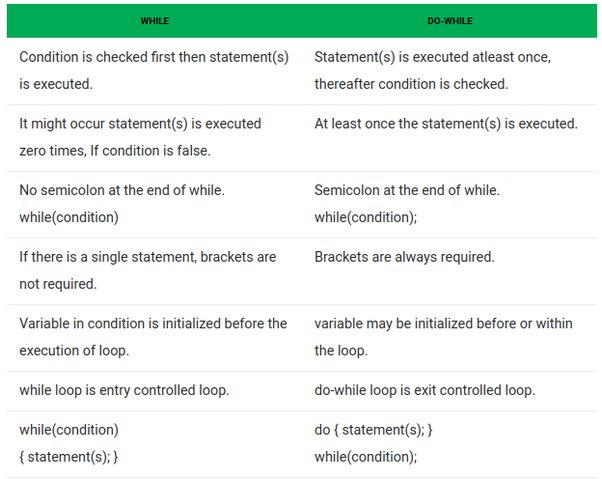 WHILE DO-WHILE
Condition is checked first then statement(s) Statement(s) is executed atleast once,
is executed. thereafter condition is checked.
It might occur statement(s) is executed At least once the statement(s) is executed.
zero times, If condition is false.
No semicolon at the end of while. Semicolon at the end of while.
while(condition) while(condition);
If there is a single statement, brackets are Brackets are always required.
not required.
Variable in condition is initialized before the variable may be initialized before or within
execution of loop. the loop.
while loop is entry controlled loop. do-while loop is exit controlled loop.
while(condition) do { statement(s); }
{ statement(s); } while(condition);